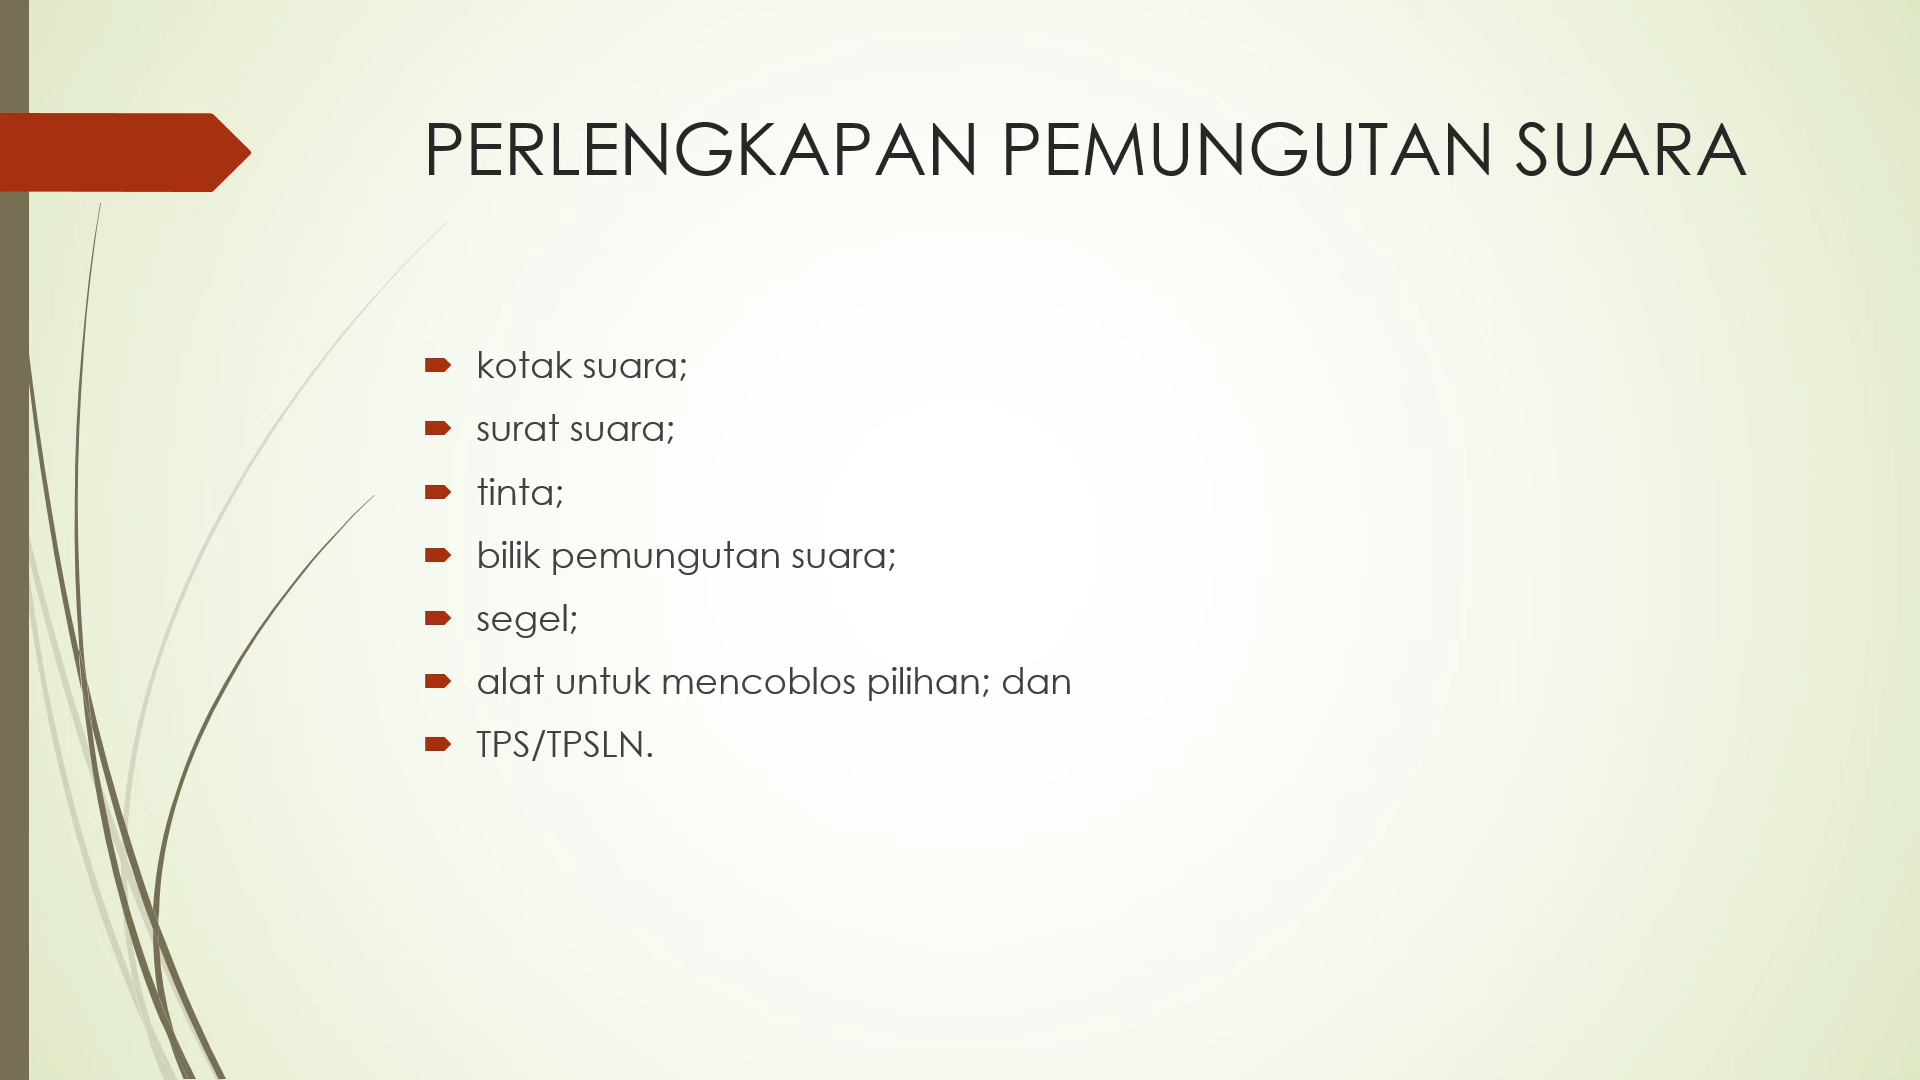 PERLENGKAPAN PEMUNGUTAN SUARA
kotak suara;
surat suara;
tinta;
bilik pemungutan suara;
segel;
alat untuk mencoblos pilihan; dan
TPS/TPSLN.